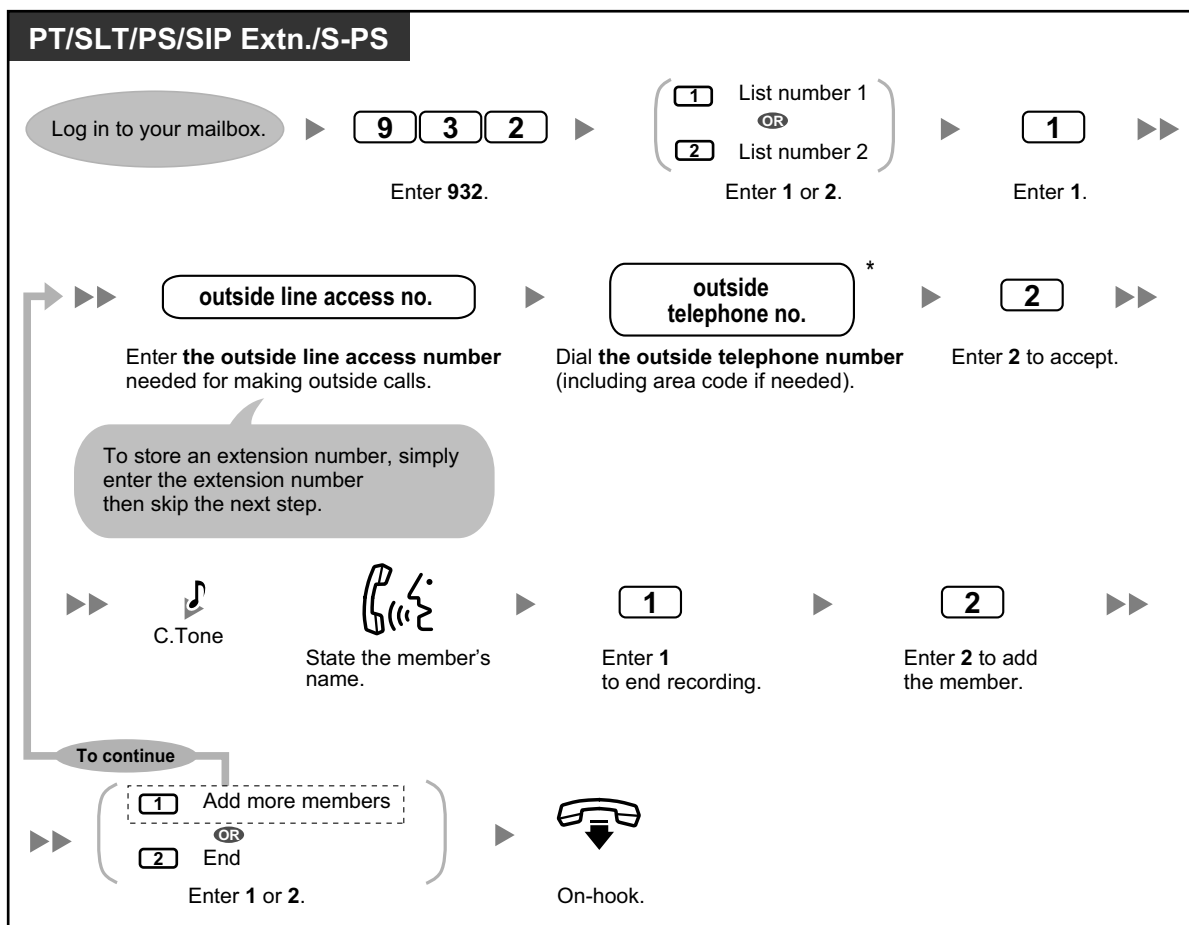 PT/SLT/PS/SIP Extn./S-PS
Log in to your mailbox.
9 3 2
Enter 932.
1 List number 1
OR
2 List number 2
Enter 1 or 2.
1
Enter 1.
outside line access no.
Enter the outside line access number
needed for making outside calls.
To store an extension number, simply
enter the extension number
then skip the next step.
outside
telephone no.
*
Dial the outside telephone number
(including area code if needed).
2
Enter 2 to accept.
C.Tone
State the member's
name.
1
Enter 1
to end recording.
2
Enter 2 to add
the member.
To continue
1 Add more members
OR
2 End
Enter 1 or 2.
On-hook.